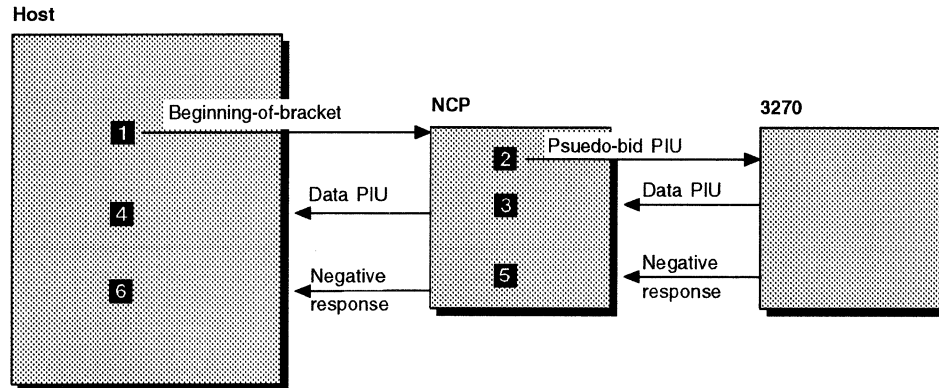 Host
NCP
3270
1
Beginning-of-bracket
2
Psuedo-bid PIU
4
Data PIU
3
Data PIU
6
Negative
response
5
Negative
response